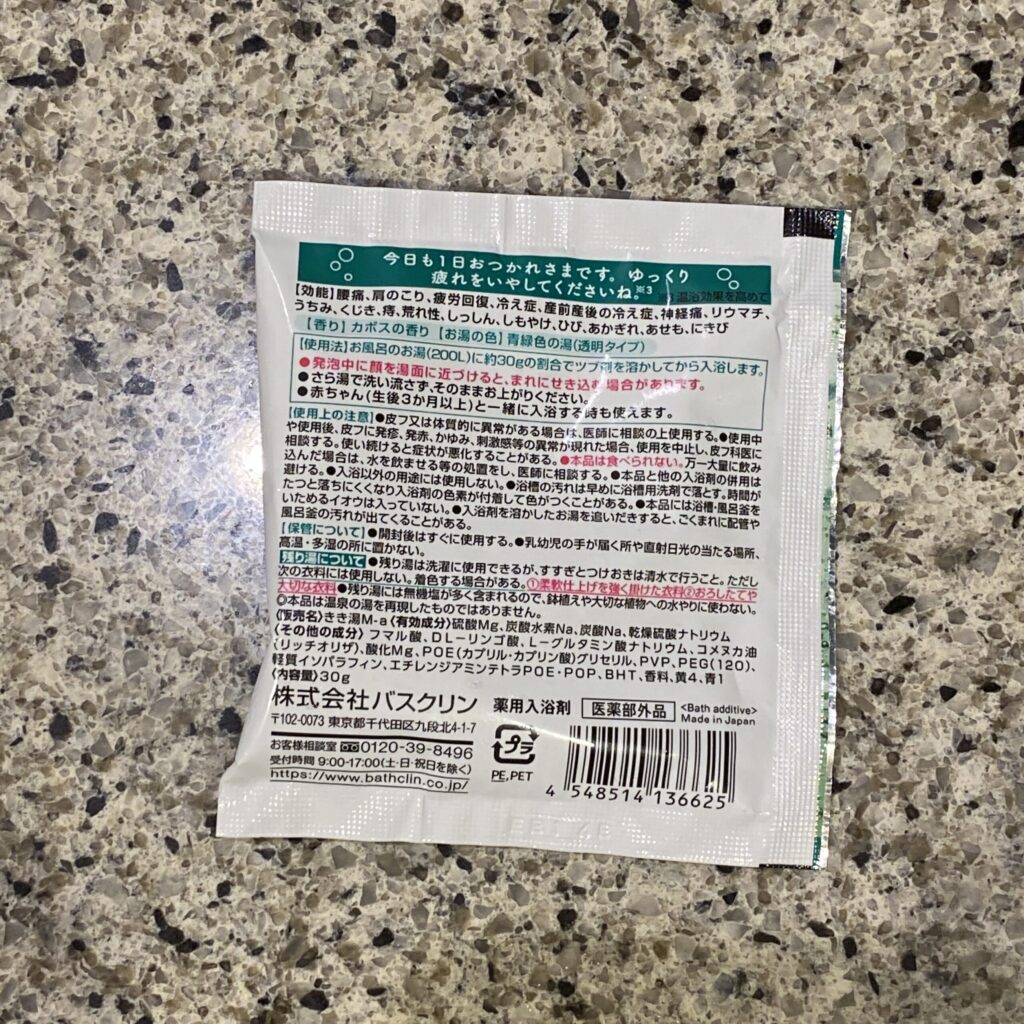 今日も1日おつかれさまです。ゆっくり
疲れをいやしてくださいね。※3
温浴効果を高めて
【効能】腰痛、肩のこり、疲労回復、冷え症、産前産後の冷え症、神経痛、リウマチ、
うちみ、くじき、痔、荒れ性、しっしん、しもやけ、ひび、あかぎれ、あせも、にきび
【香り】カボスの香り【お湯の色】青緑色の湯(透明タイプ)
【使用法】お風呂のお湯(200L)に約30gの割合でツブ剤を溶かしてから入浴します。
●発泡中に顔を湯面に近づけると、まれにせき込む場合があります。
●さら湯で洗い流さず、そのままお上がりください。
●赤ちゃん(生後3か月以上)と一緒に入浴する時も使えます。
【使用上の注意】●皮フ又は体質的に異常がある場合は、医師に相談の上使用する。●使用中
や使用後、皮フに発疹、発赤、かゆみ、刺激感等の異常が現れた場合、使用を中止し、皮フ科医に
相談する。使い続けると症状が悪化することがある。●本品は食べられない。万一大量に飲み
込んだ場合は、水を飲ませる等の処置をし、医師に相談する。●本品と他の入浴剤の併用は
避ける。●入浴以外の用途には使用しない。●浴槽の汚れは早めに浴槽用洗剤で落とす。時間が
たつと落ちにくくなり入浴剤の色素が付着して色がつくことがある。●本品には浴槽・風呂釜を
いためるイオウは入っていない。●入浴剤を溶かしたお湯を追いだきすると、ごくまれに配管や
風呂釜の汚れが出てくることがある。
【保管について】●開封後はすぐに使用する。●乳幼児の手が届く所や直射日光の当たる場所、
高温・多湿の所に置かない。
残り湯について●残り湯は洗濯に使用できるが、すすぎとつけおきは清水で行うこと。ただし
次の衣料には使用しない。着色する場合がある。①柔軟仕上げを強く掛けた衣料②おろしたてや
大切な衣料●残り湯には無機塩が多く含まれるので、鉢植えや大切な植物への水やりに使わない。
◎本品は温泉の湯を再現したものではありません。
〈販売名〉きき湯M-a〈有効成分〉硫酸Mg、炭酸水素Na、炭酸Na、乾燥硫酸ナトリウム
〈その他の成分〉フマル酸、DL-リンゴ酸、L-グルタミン酸ナトリウム、コメヌカ油
(リッチオリザ)、酸化Mg、POE(カプリル・カプリン酸)グリセリル、PVP、PEG(120)、
軽質イソパラフィン、エチレンジアミンテトラPOE・POP、BHT、香料、黄4、青1
〈内容量〉30g
株式会社バスクリン 薬用入浴剤 医薬部外品 <Bath additive>
Made in Japan
〒102-0073 東京都千代田区九段北4-1-7
お客様相談室 0120-39-8496
受付時間 9:00-17:00(土・日・祝日を除く)
https://www.bathclin.co.jp/
プラ
PE,PET
4 548514 136625